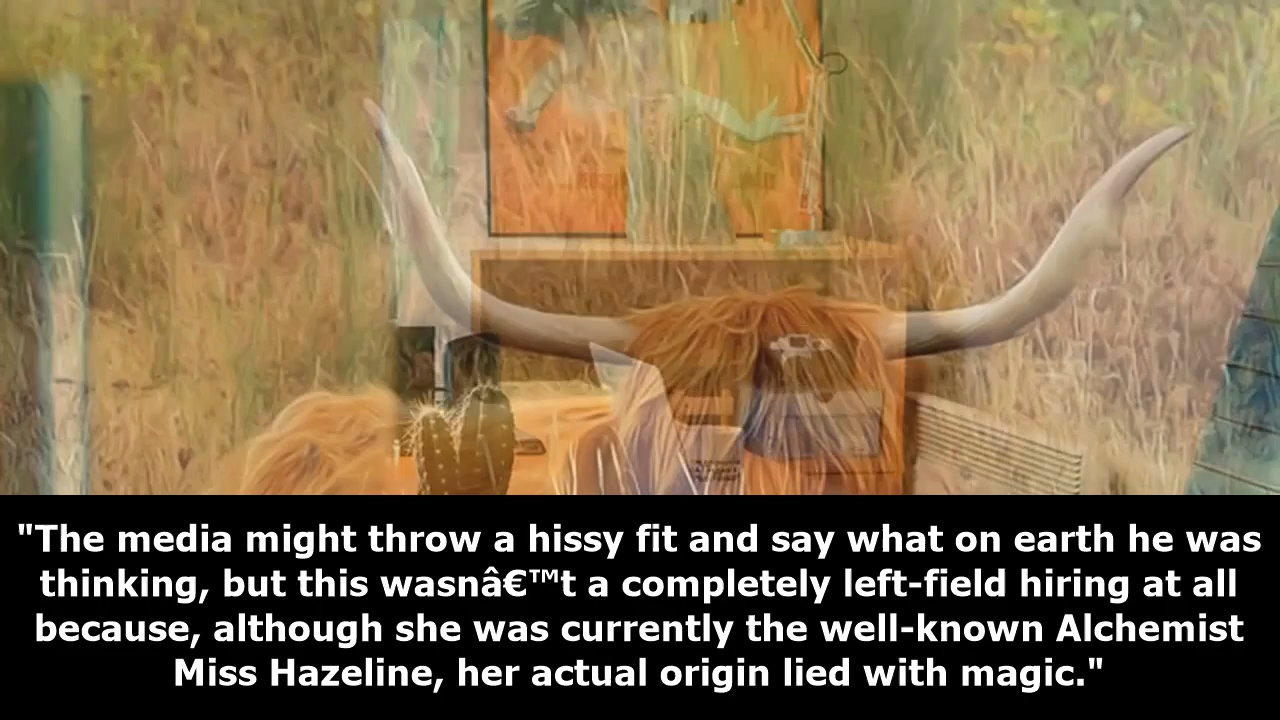 "The media might throw a hissy fit and say what on earth he was
thinking, but this wasnâ€™t a completely left-field hiring at all
because, although she was currently the well-known Alchemist
Miss Hazeline, her actual origin lied with magic."